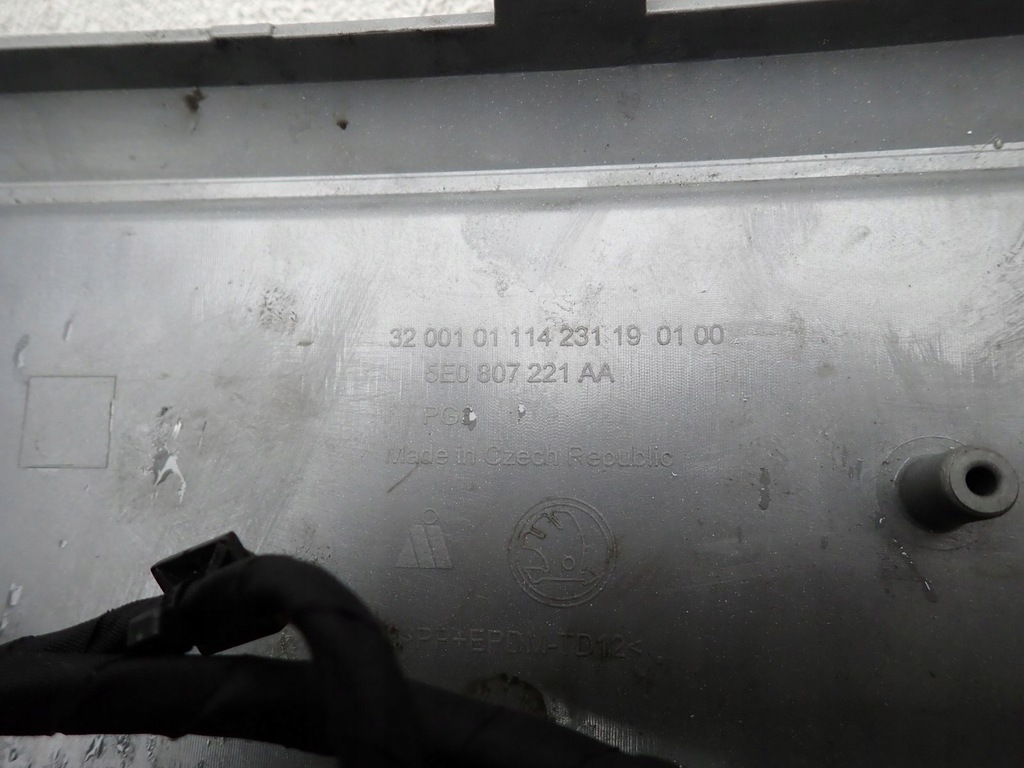 32 001 01 114 231 19 01 00
5E0 807 221 AA
Made in Czech Republic
>PP+EPDM-TD12<